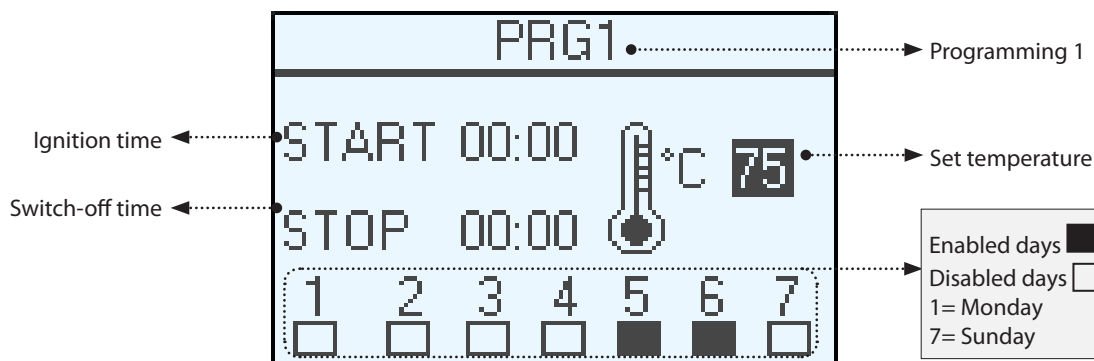 PRG1
Programming 1
Ignition time
START 00:00
°C 75
Set temperature
Switch-off time
STOP 00:00
1 2 3 4 5 6 7
Enabled days
Disabled days
1= Monday
7= Sunday